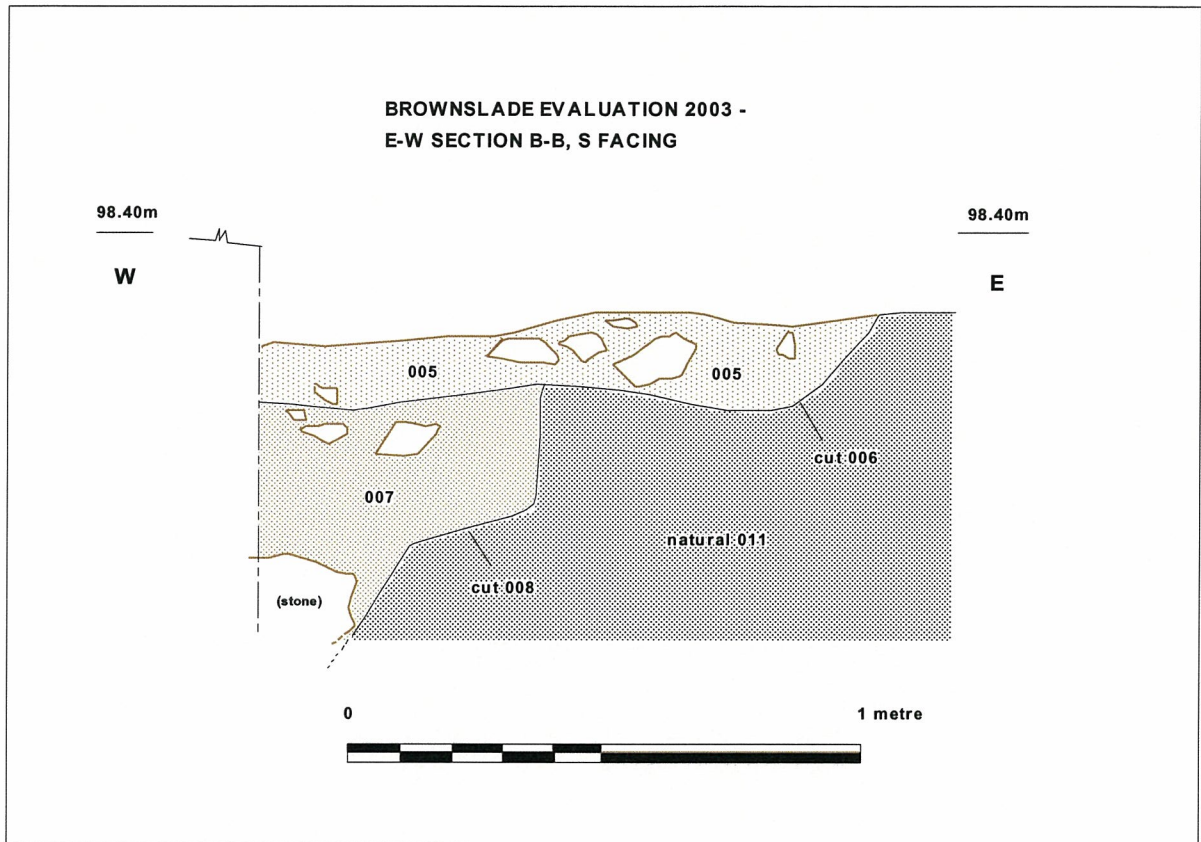 BROWNSLADE EVALUATION 2003 -
E-W SECTION B-B, S FACING
98.40m
98.40m
W
E
005
005
cut 006
007
natural 011
cut 008
(stone)
0
1 metre